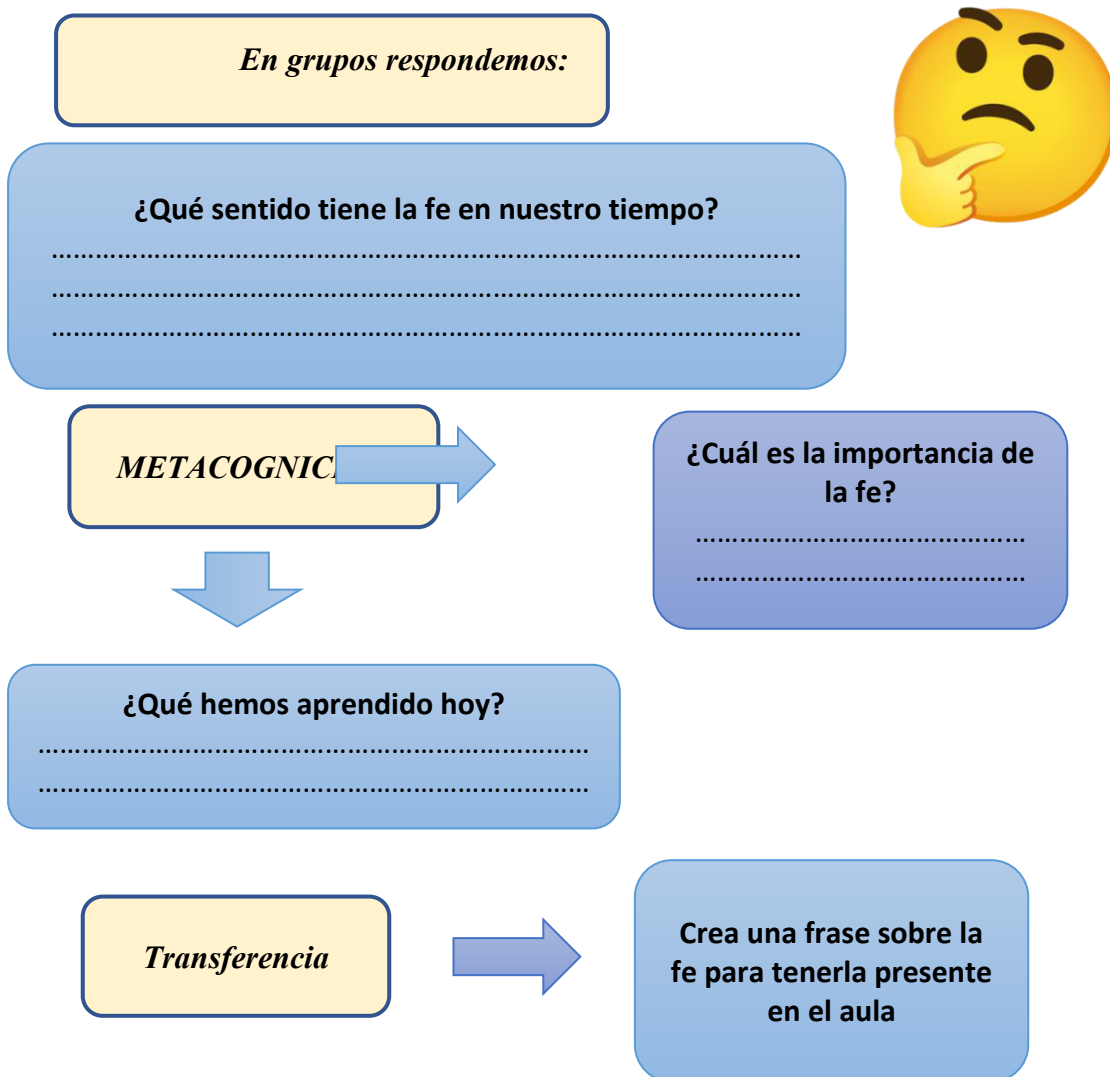 En grupos respondemos:
¿Qué sentido tiene la fe en nuestro tiempo?
……………………………………………………………………………………………
……………………………………………………………………………………………
……………………………………………………………………………………………
METACOGNIC
¿Cuál es la importancia de
la fe?
………………………………………
………………………………………
¿Qué hemos aprendido hoy?
…………………………………………………………………
…………………………………………………………………
Transferencia
Crea una frase sobre la
fe para tenerla presente
en el aula